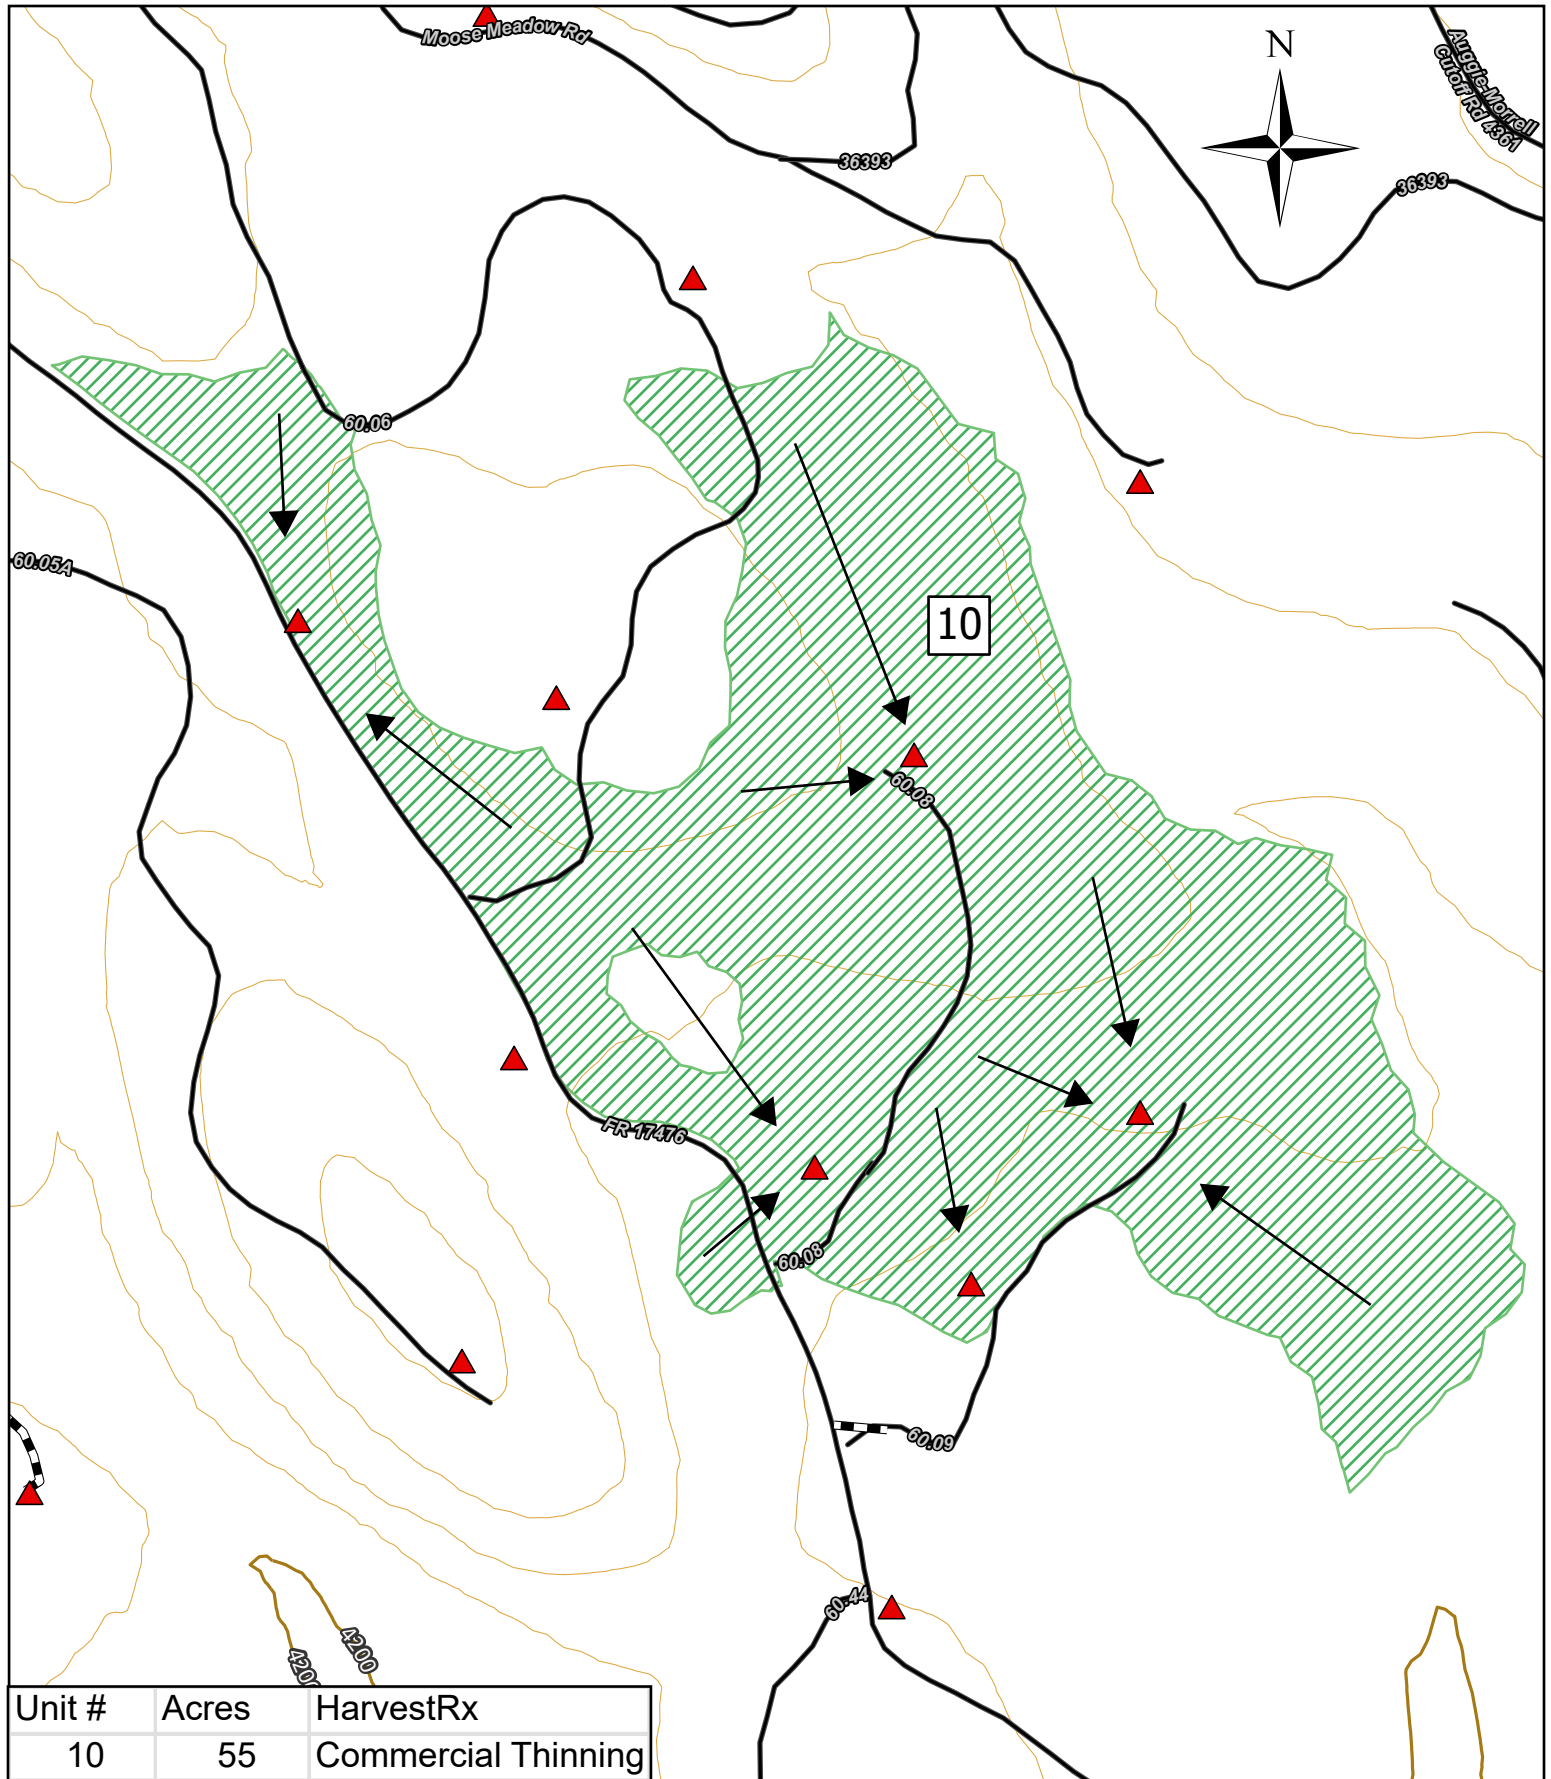 Moose Meadow Rd
N
Auggie-Morrell
Cutoff Rd 4361
36393
36393
60.06
60.05A
10
60.08
FR 17476
60.08
60.09
60.44
4200
4200
Unit # Acres HarvestRx
10 55 Commercial Thinning